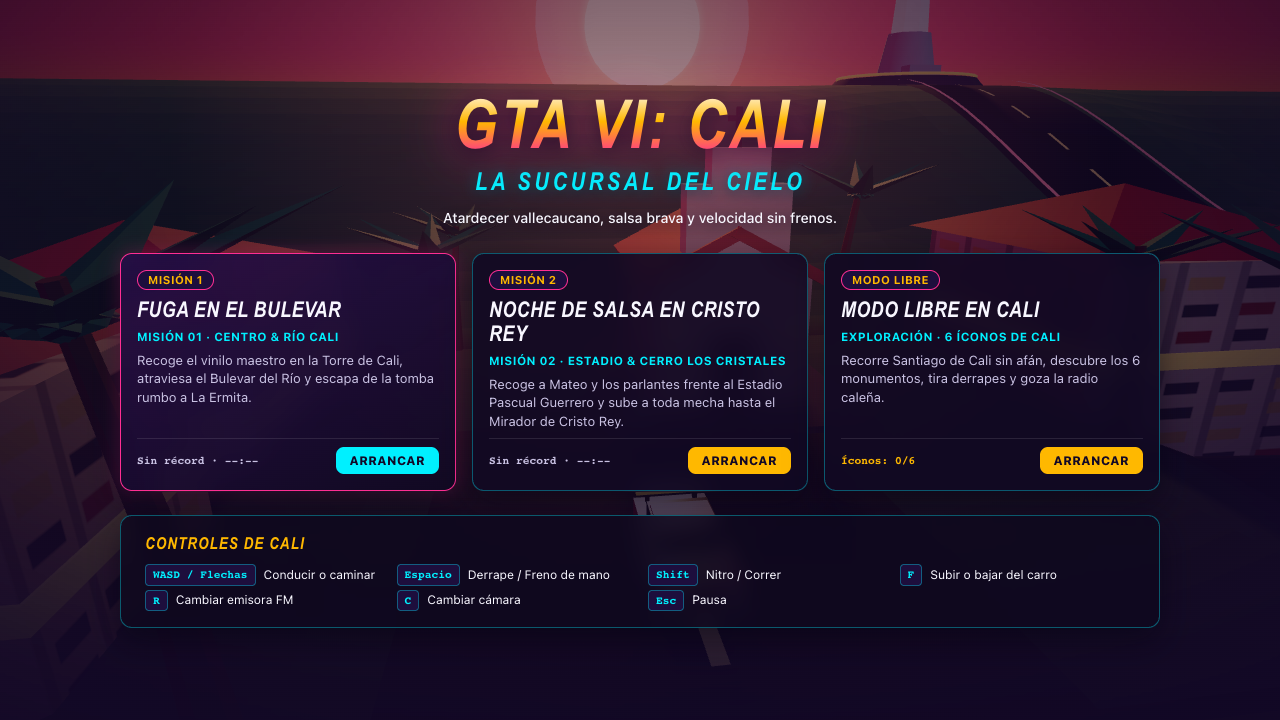 GTA VI: CALI
LA SUCURSAL DEL CIELO
Atardecer vallecaucano, salsa brava y velocidad sin frenos.
MISIÓN 1
FUGA EN EL BULEVAR
MISIÓN 01 · CENTRO & RÍO CALI
Recoge el vinilo maestro en la Torre de Cali,
atraviesa el Bulevar del Río y escapa de la tomba
rumbo a La Ermita.
Sin récord · --:--
ARRANCAR
MISIÓN 2
NOCHE DE SALSA EN CRISTO
REY
MISIÓN 02 · ESTADIO & CERRO LOS CRISTALES
Recoge a Mateo y los parlantes frente al Estadio
Pascual Guerrero y sube a toda mecha hasta el
Mirador de Cristo Rey.
Sin récord · --:--
ARRANCAR
MODO LIBRE
MODO LIBRE EN CALI
EXPLORACIÓN · 6 ÍCONOS DE CALI
Recorre Santiago de Cali sin afán, descubre los 6
monumentos, tira derrapes y goza la radio
caleña.
Íconos: 0/6
ARRANCAR
CONTROLES DE CALI
WASD / Flechas Conducir o caminar
Espacio Derrape / Freno de mano
Shift Nitro / Correr
F Subir o bajar del carro
R Cambiar emisora FM
C Cambiar cámara
Esc Pausa